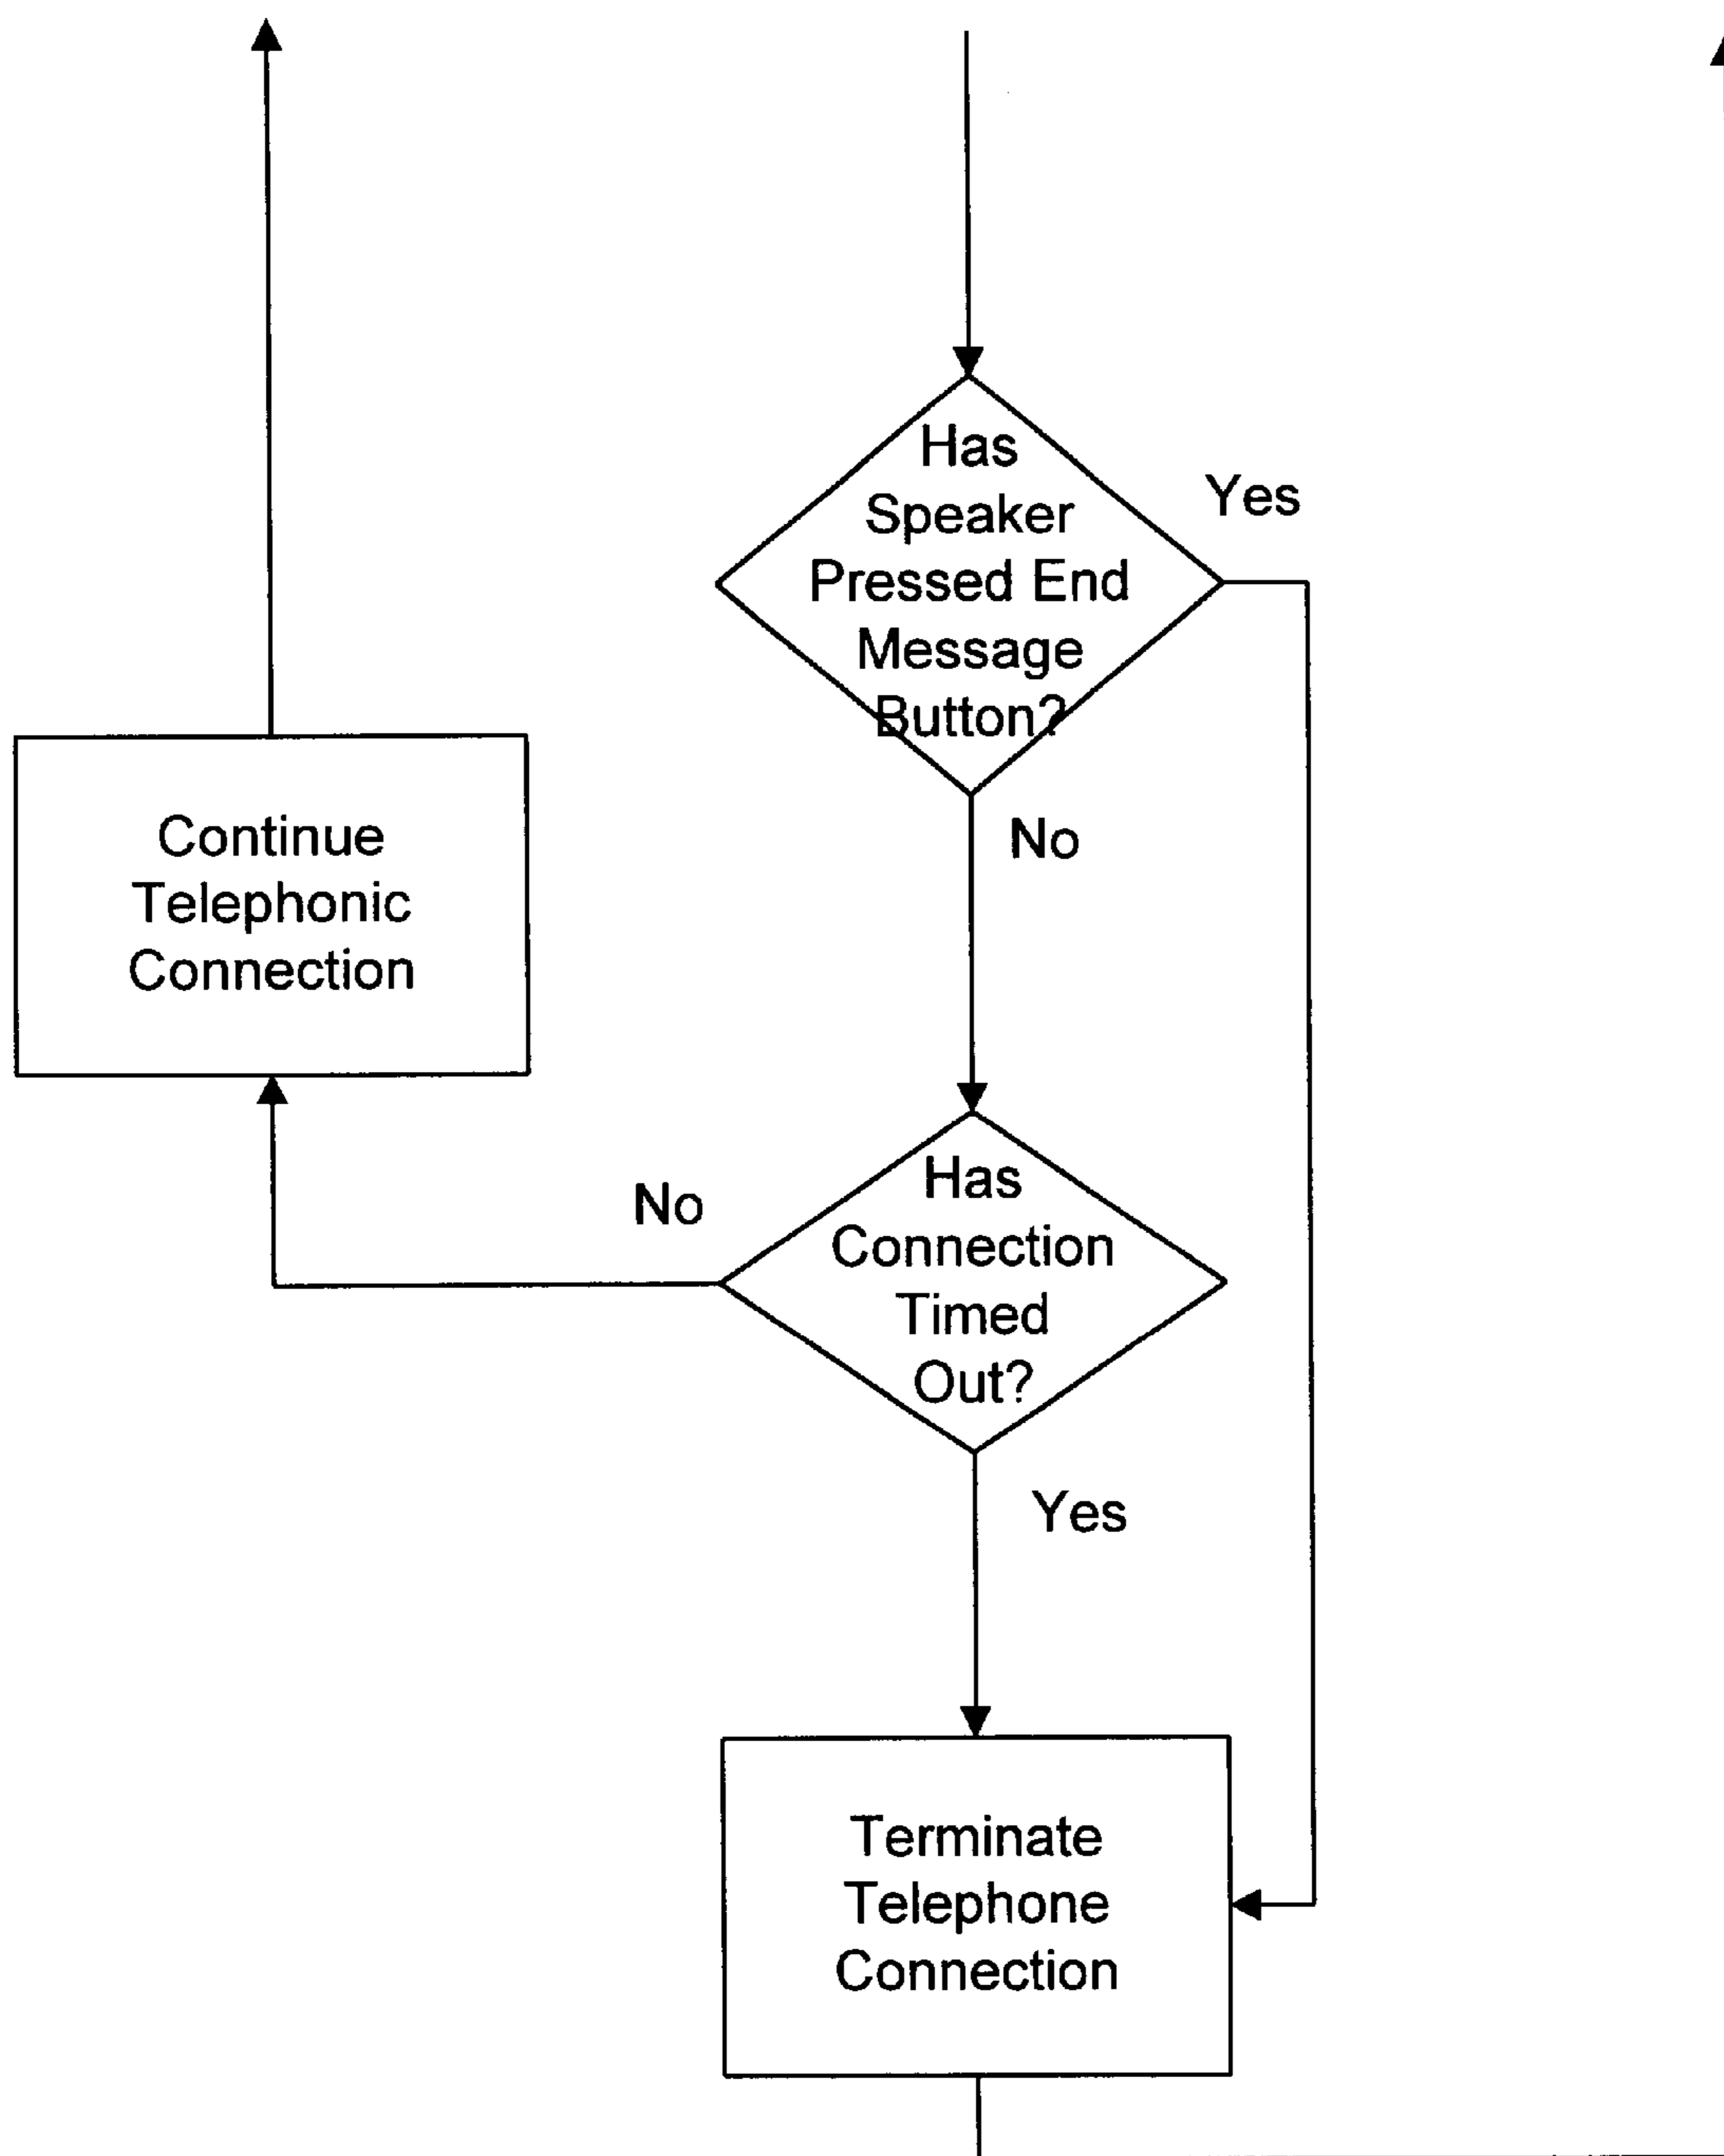 Has
Speaker
Pressed End
Message
Button?
Yes
No
Continue
Telephonic
Connection
Has
Connection
Timed
Out?
No
Yes
Terminate
Telephone
Connection